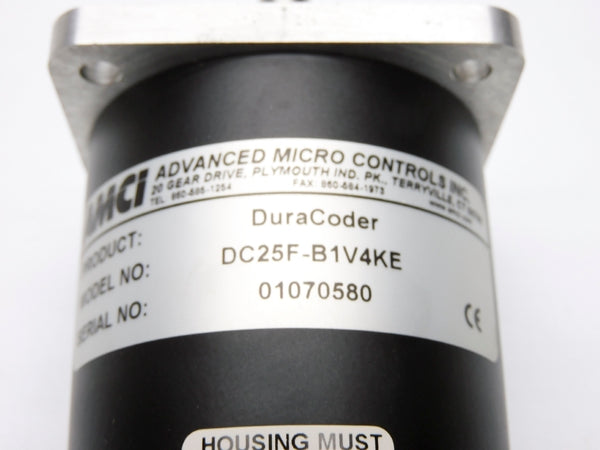 AMCI ADVANCED MICRO CONTROLS INC.
20 GEAR DRIVE, PLYMOUTH IND. PK., TERRYVILLE, CT
TEL: 860-585-1254 FAX: 860-584-1973
PRODUCT: DuraCoder
MODEL NO: DC25F-B1V4KE
SERIAL NO: 01070580
CE
HOUSING MUST